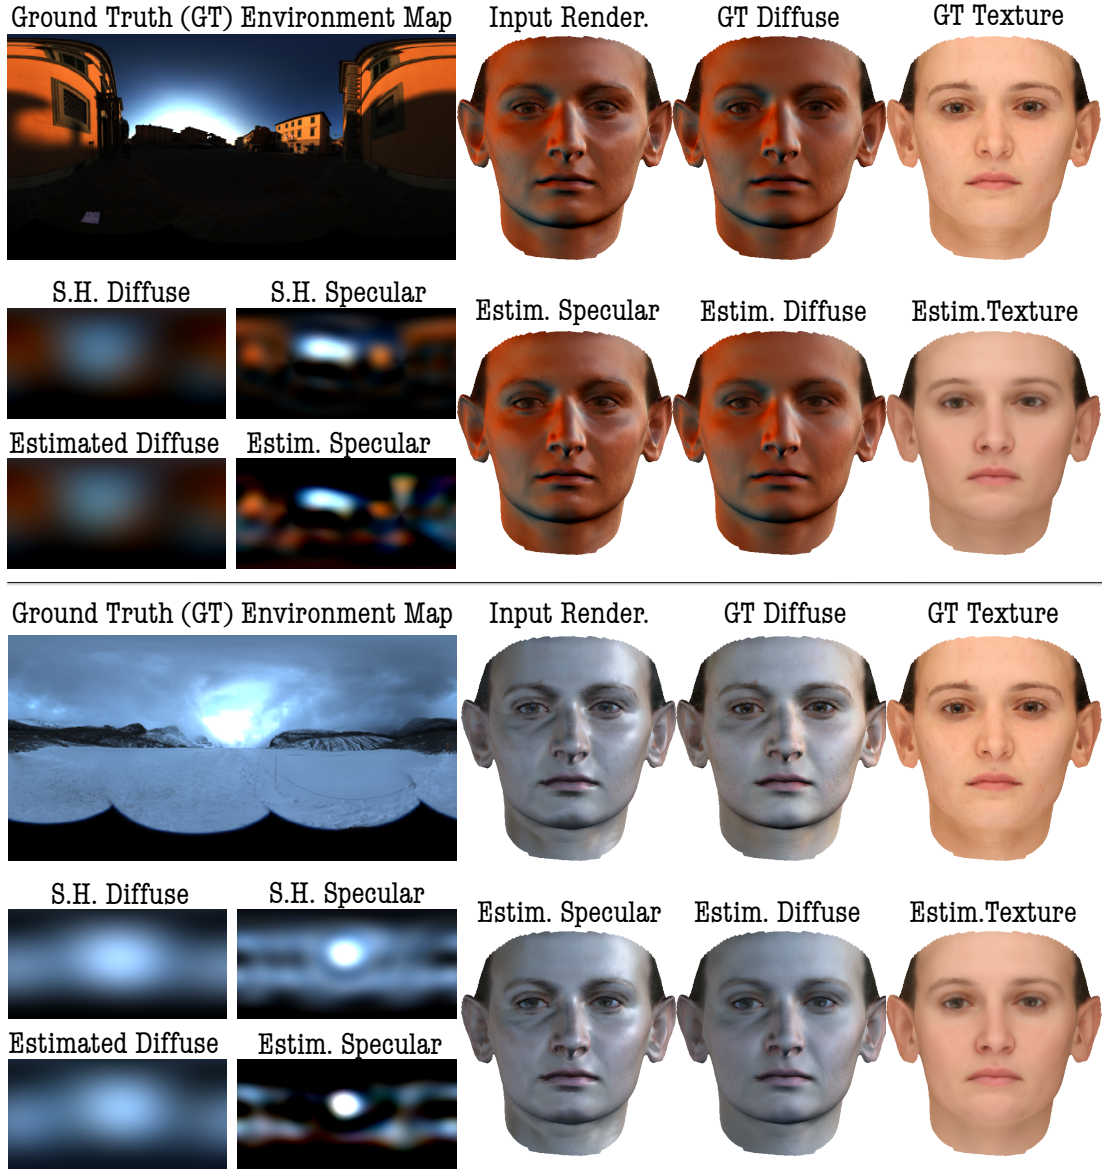 Ground Truth (GT) Environment Map
Input Render.
GT Diffuse
GT Texture
S.H. Diffuse
S.H. Specular
Estim. Specular
Estim. Diffuse
Estim.Texture
Estimated Diffuse
Estim. Specular
Ground Truth (GT) Environment Map
Input Render.
GT Diffuse
GT Texture
S.H. Diffuse
S.H. Specular
Estim. Specular
Estim. Diffuse
Estim.Texture
Estimated Diffuse
Estim. Specular